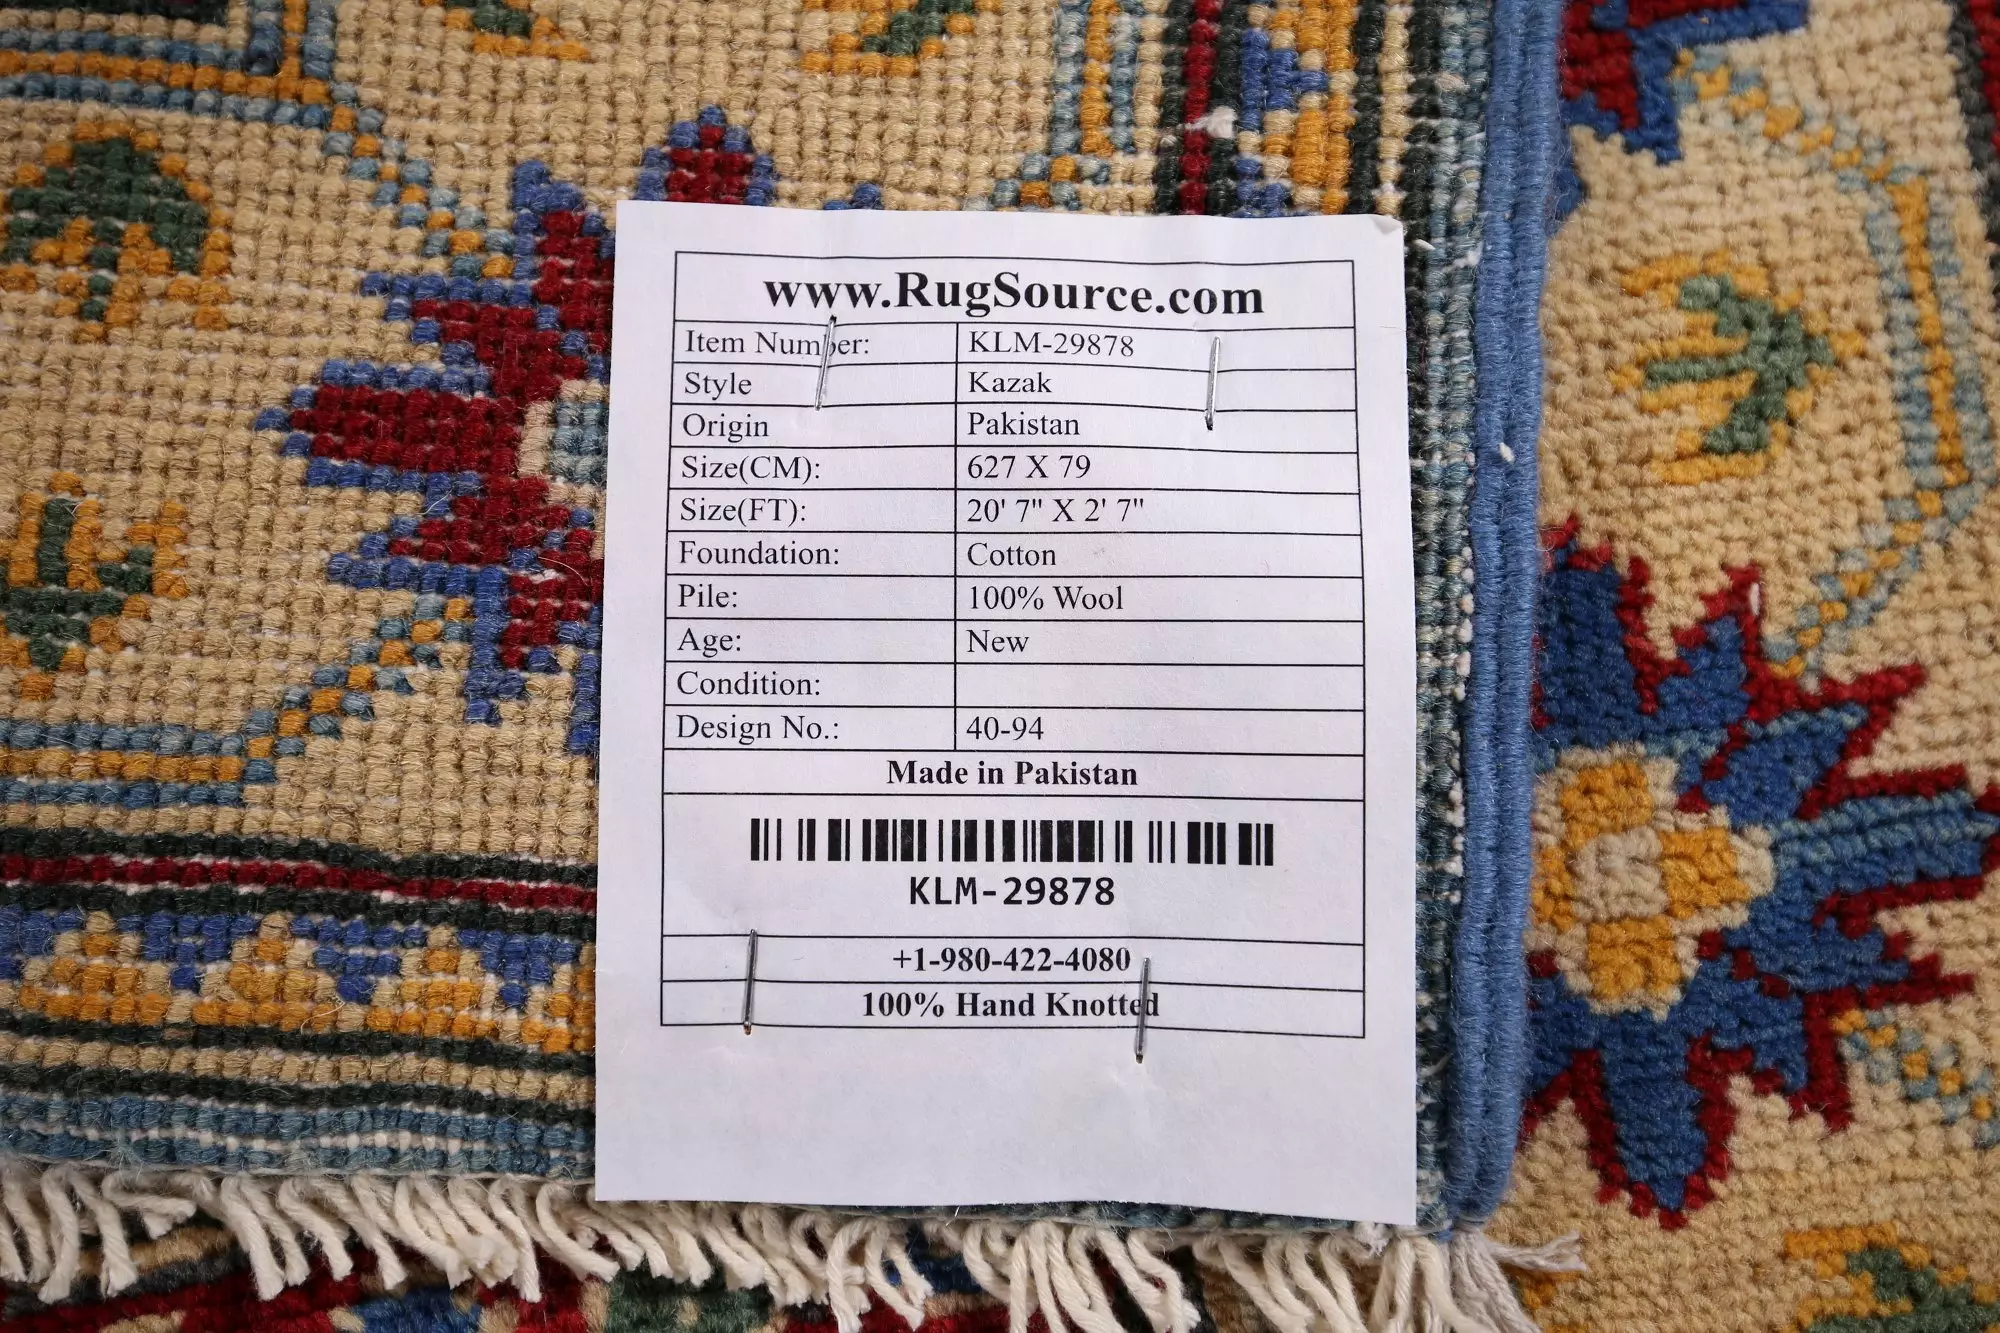 www.RugSource.com
Item Number: KLM-29878
Style Kazak
Origin Pakistan
Size(CM): 627 X 79
Size(FT): 20' 7" X 2' 7"
Foundation: Cotton
Pile: 100% Wool
Age: New
Condition:
Design No.: 40-94
Made in Pakistan
KLM-29878
+1-980-422-4080
100% Hand Knotted